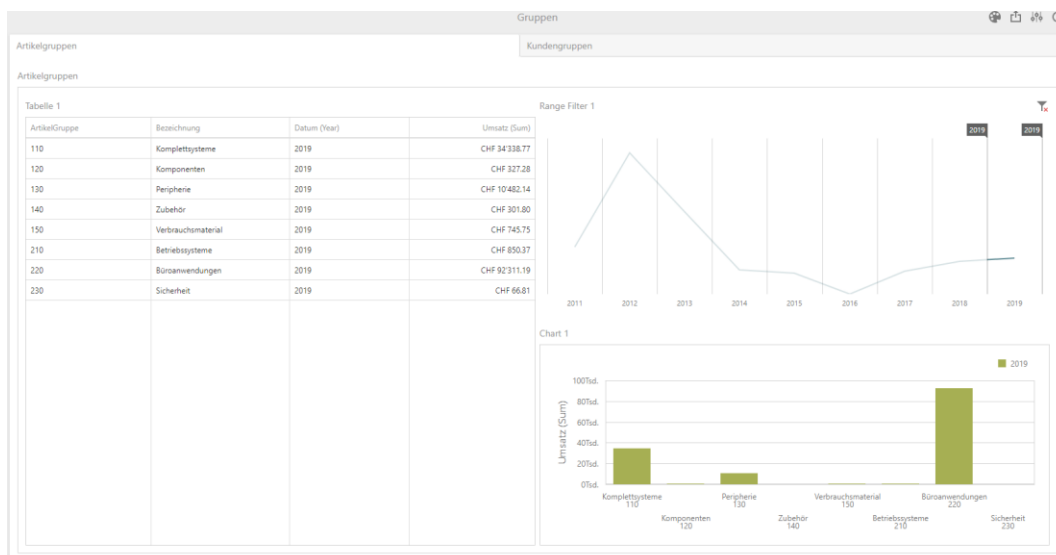 Gruppen
Artikelgruppen Kundengruppen
Artikelgruppen
Tabelle 1
ArtikelGruppe Bezeichnung Datum (Year) Umsatz (Sum)
110 Komplettsysteme 2019 CHF 34'338.77
120 Komponenten 2019 CHF 327.28
130 Peripherie 2019 CHF 10'482.14
140 Zubehör 2019 CHF 301.80
150 Verbrauchsmaterial 2019 CHF 745.75
210 Betriebssysteme 2019 CHF 850.37
220 Büroanwendungen 2019 CHF 92'311.19
230 Sicherheit 2019 CHF 66.81
Range Filter 1
2019 2019
2011 2012 2013 2014 2015 2016 2017 2018 2019
Chart 1
2019
Umsatz (Sum)
100Tsd.
80Tsd.
60Tsd.
40Tsd.
20Tsd.
0Tsd.
Komplettsysteme Peripherie Verbrauchsmaterial Büroanwendungen
110 130 150 220
Komponenten Zubehör Betriebssysteme Sicherheit
120 140 210 230